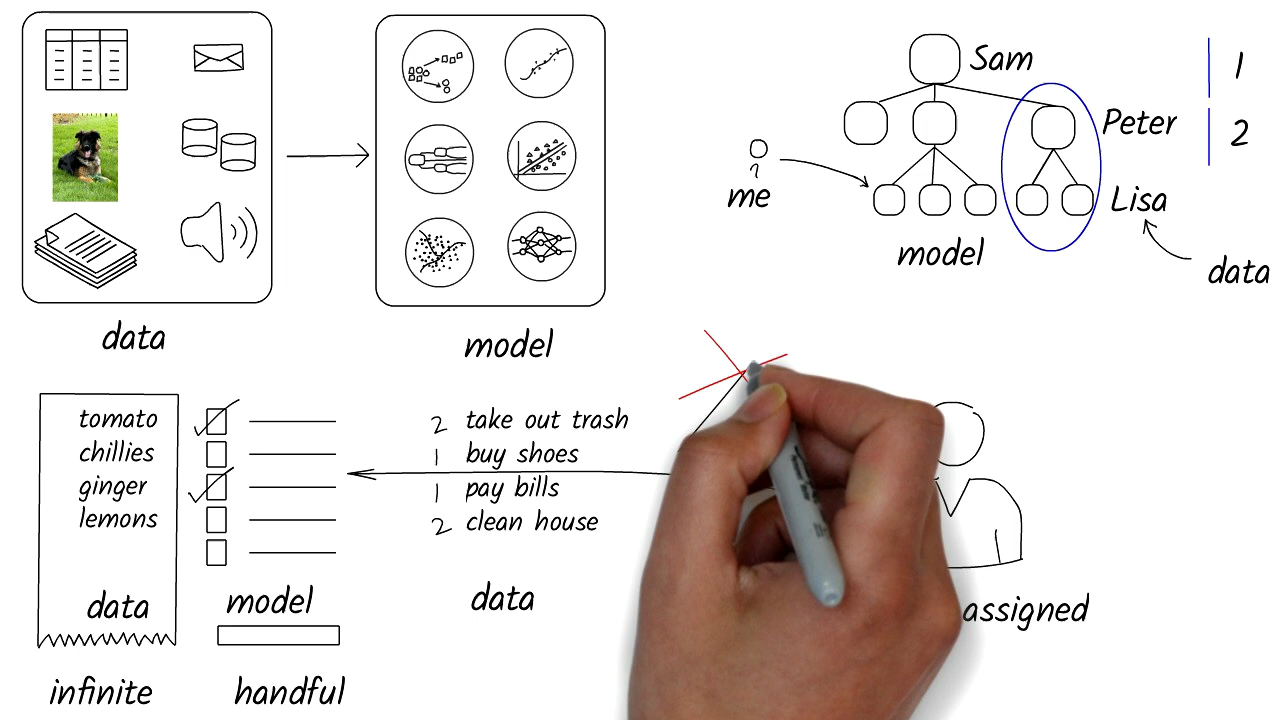 data
model
Sam
1
Peter
2
me
Lisa
model
data
tomato
chillies
ginger
lemons
data
infinite
model
handful
2 take out trash
1 buy shoes
1 pay bills
2 clean house
data
assigned